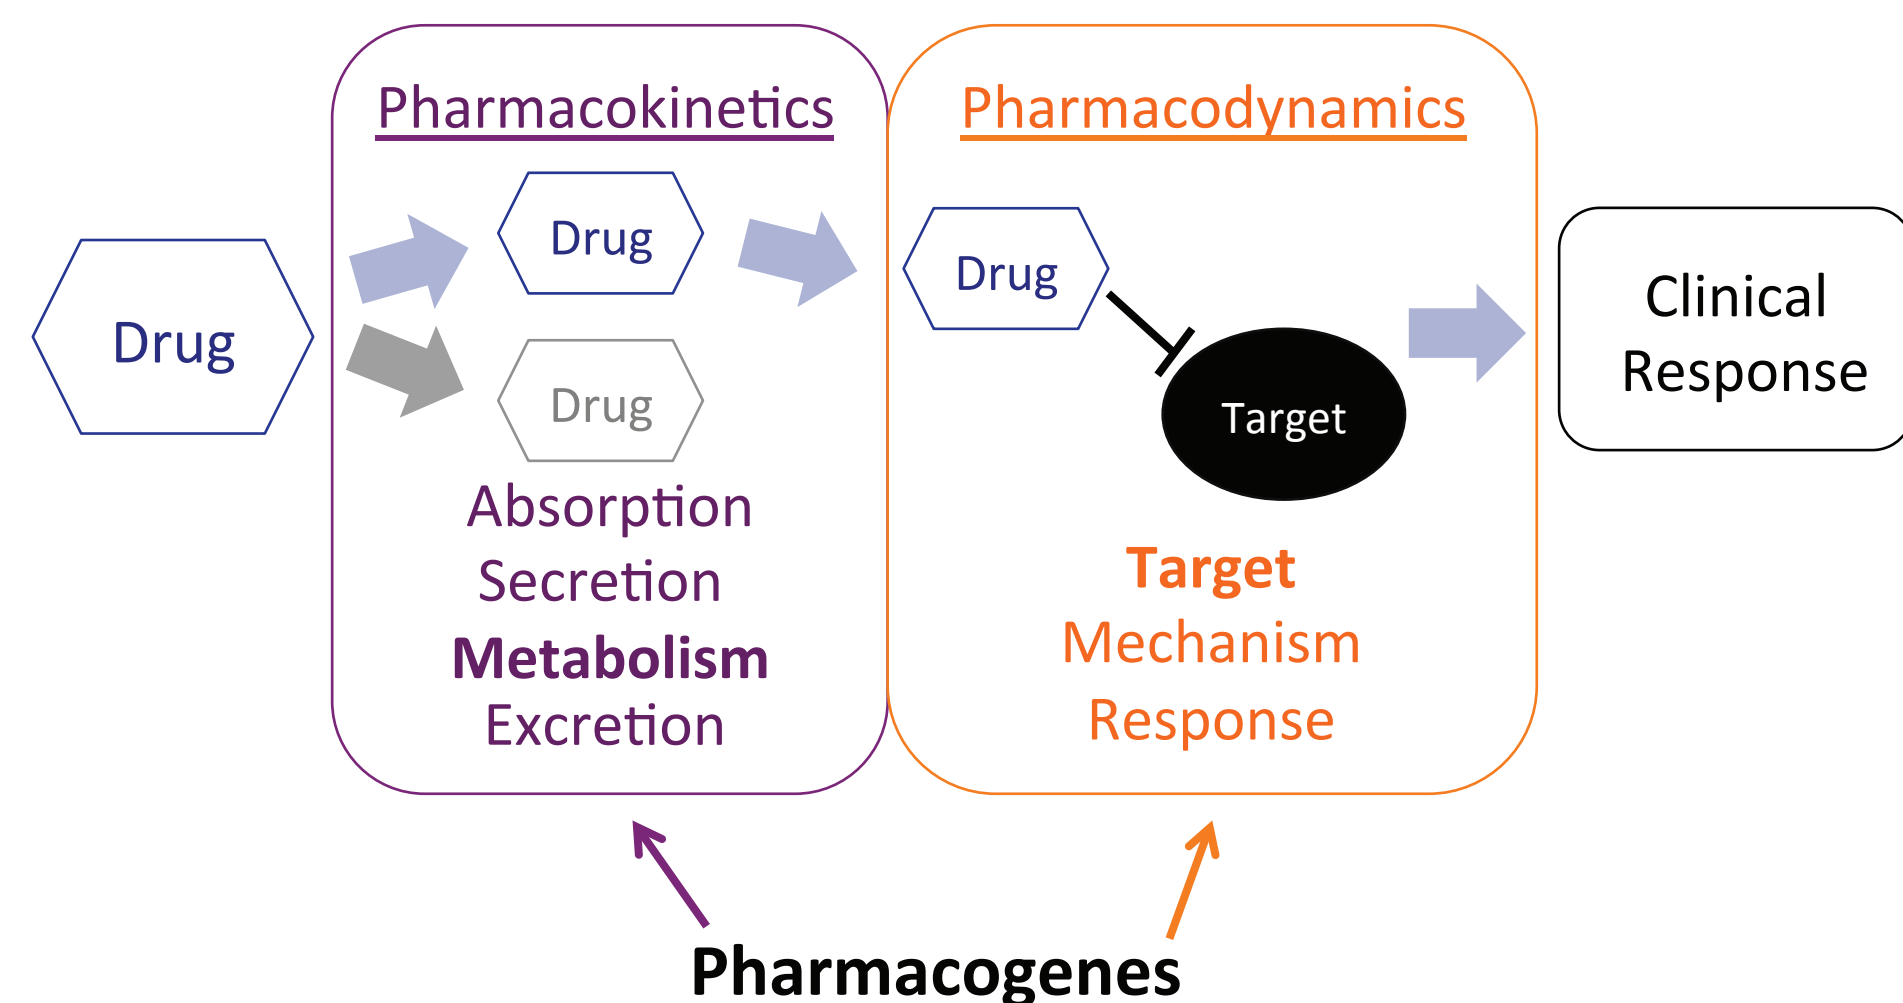 Pharmacokinetics
Pharmacodynamics
Drug
Drug
Drug
Drug
Target
Clinical
Response
Absorption
Secretion
Metabolism
Excretion
Target
Mechanism
Response
Pharmacogenes